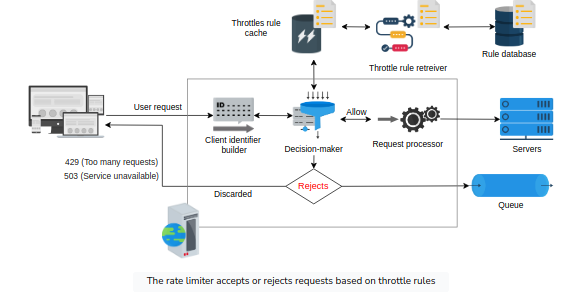 Throttles rule
cache
Throttle rule retreiver
Rule database
User request
ID
Client identifier
builder
Decision-maker
Allow
Request processor
Servers
429 (Too many requests)
503 (Service unavailable)
Discarded
Rejects
Queue
The rate limiter accepts or rejects requests based on throttle rules